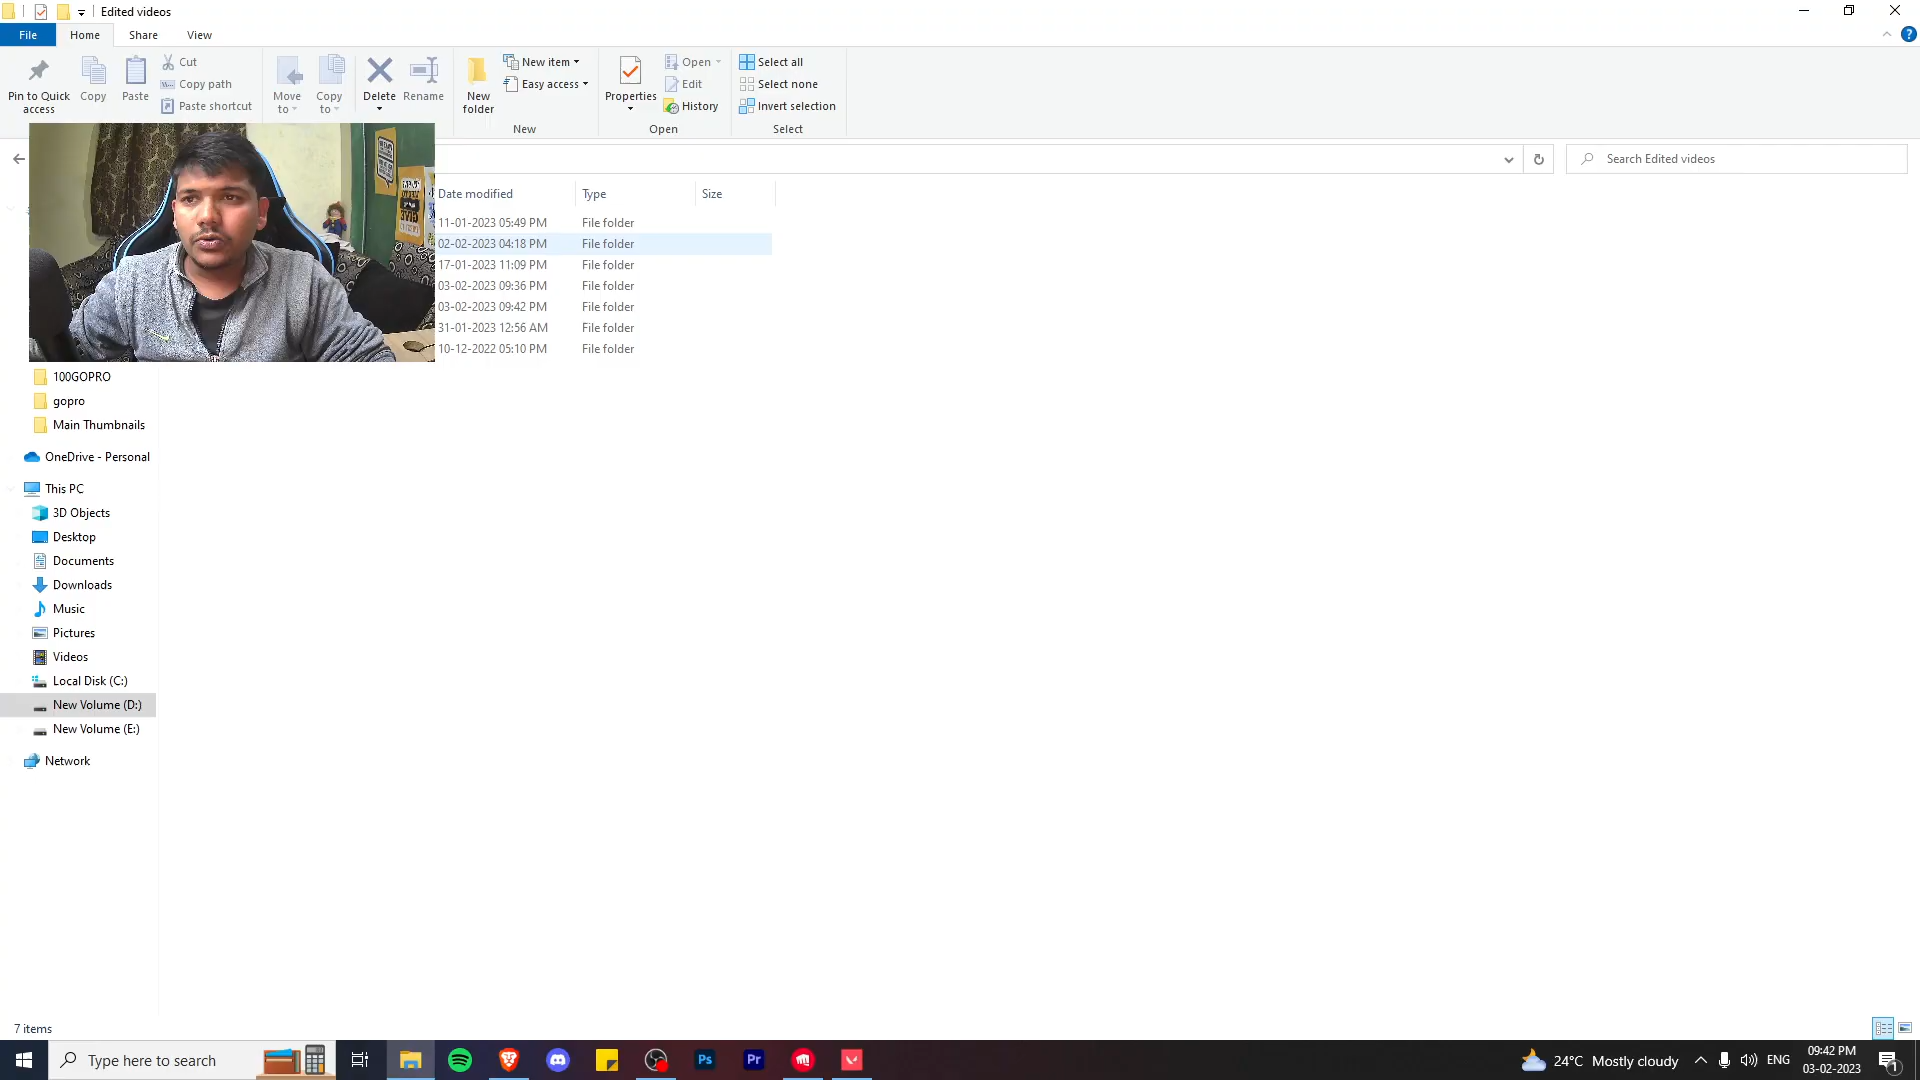 Edited videos
File Home Share View
Pin to Quick access
Copy
Paste
Cut
Copy path
Paste shortcut
Move to
Copy to
Delete
Rename
New folder
New item
Easy access
New
Properties
Open
Edit
History
Open
Select all
Select none
Invert selection
Select
Search Edited videos
Date modified Type Size
11-01-2023 05:49 PM File folder
02-02-2023 04:18 PM File folder
17-01-2023 11:09 PM File folder
03-02-2023 09:36 PM File folder
03-02-2023 09:42 PM File folder
31-01-2023 12:56 AM File folder
10-12-2022 05:10 PM File folder
100GOPRO
gopro
Main Thumbnails
OneDrive - Personal
This PC
3D Objects
Desktop
Documents
Downloads
Music
Pictures
Videos
Local Disk (C:)
New Volume (D:)
New Volume (E:)
Network
7 items
Type here to search
Ps
Pr
24°C Mostly cloudy
ENG
09:42 PM
03-02-2023
1